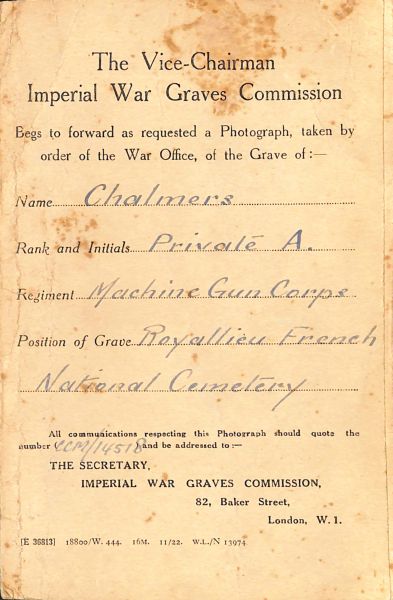 The Vice-Chairman
Imperial War Graves Commission
Begs to forward as requested a Photograph, taken by
order of the War Office, of the Grave of:—
Name Chalmers
Rank and Initials Private A.
Regiment Machine Gun Corps
Position of Grave Royallieu French
National Cemetery
All communications respecting this Photograph should quote the
number CCM/14518 and be addressed to:—
THE SECRETARY,
IMPERIAL WAR GRAVES COMMISSION,
82, Baker Street,
London, W. 1.
[E 36813] 18800/W. 444. 16M. 11/22. W.L./N 13974.